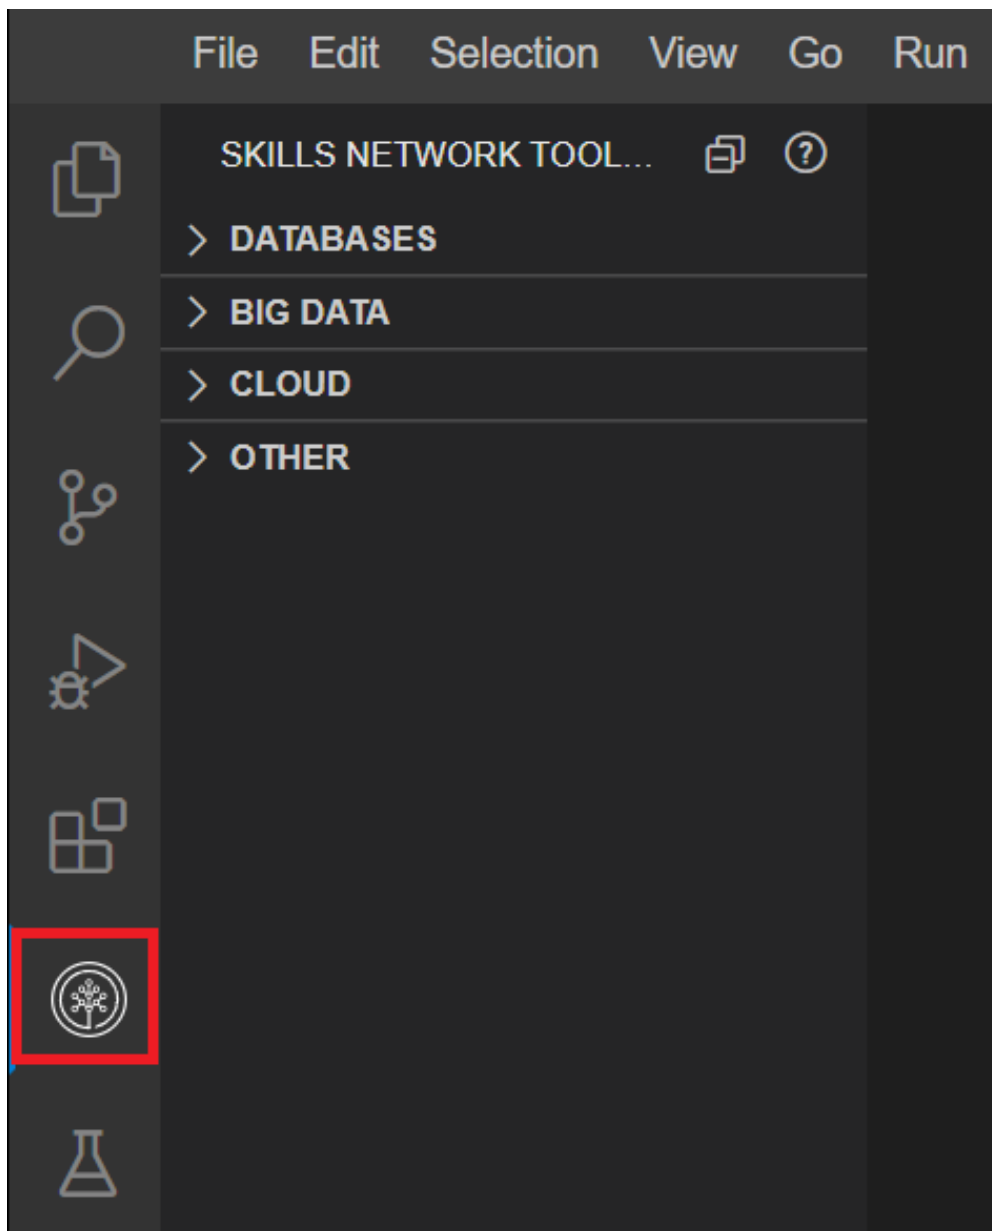 File Edit Selection View Go Run
SKILLS NETWORK TOOL...
DATABASES
BIG DATA
CLOUD
OTHER